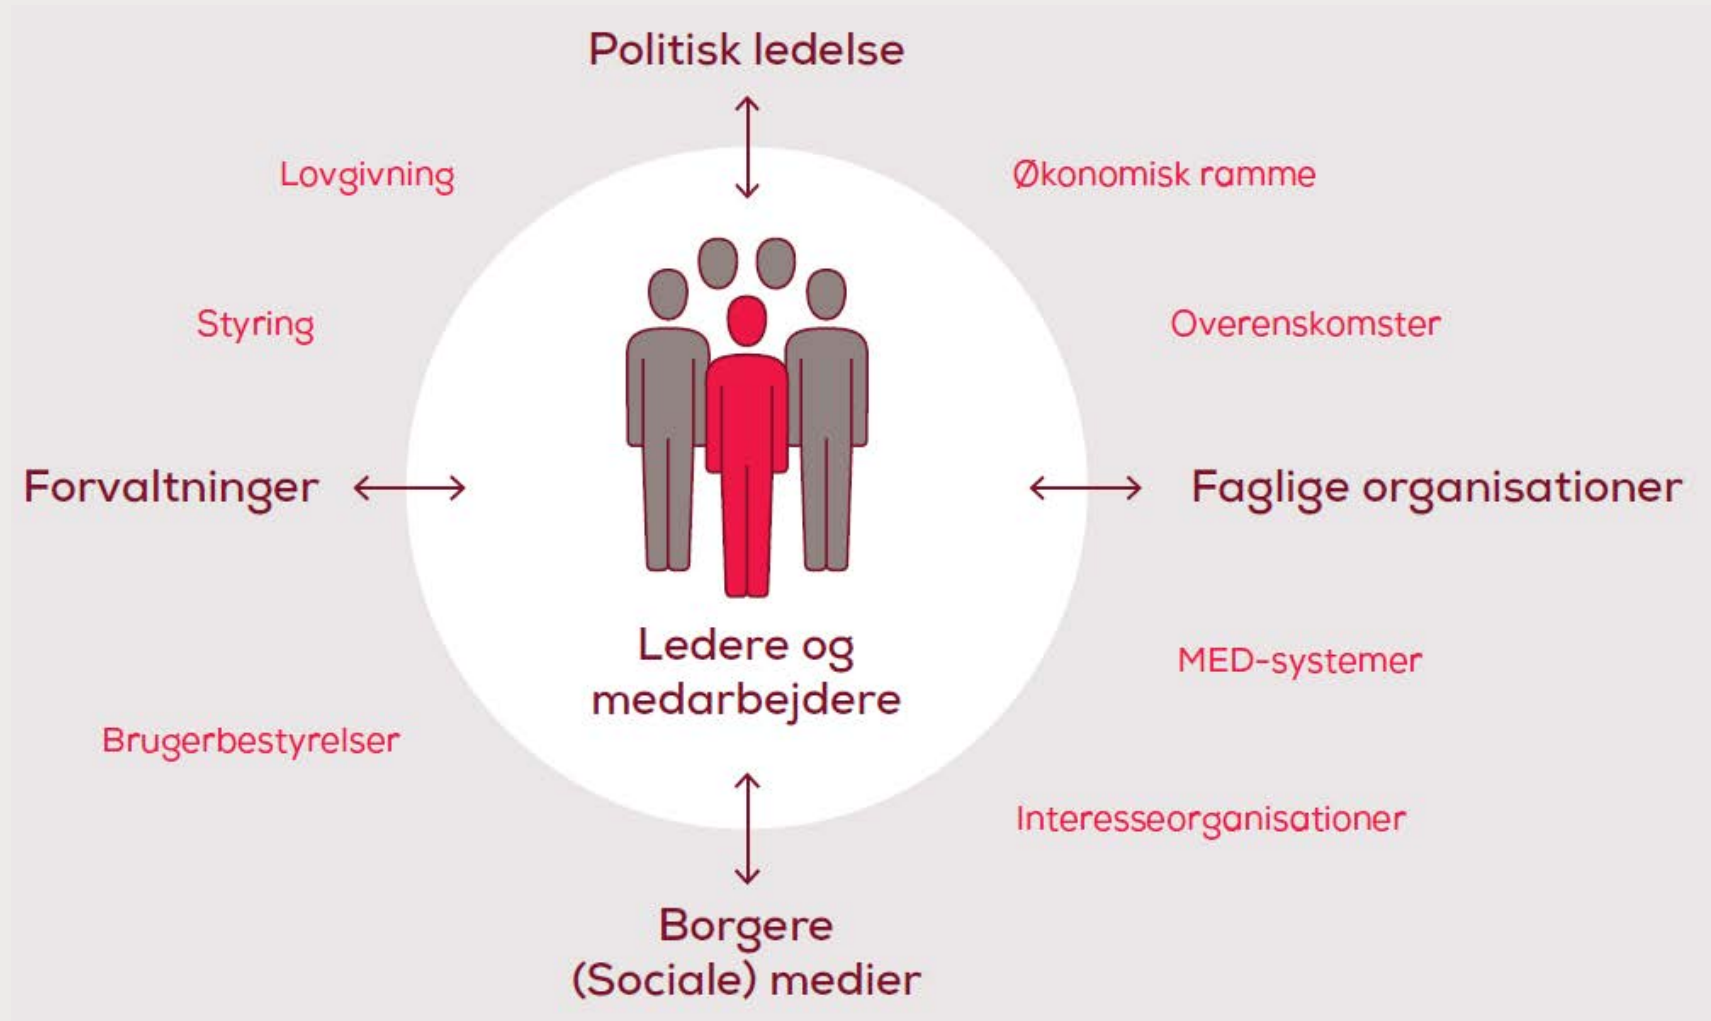 Politisk ledelse
Lovgivning
Økonomisk ramme
Styring
Overenskomster
Forvaltninger
Faglige organisationer
Ledere og
medarbejdere
MED-systemer
Brugerbestyrelser
Interesseorganisationer
Borgere
(Sociale) medier